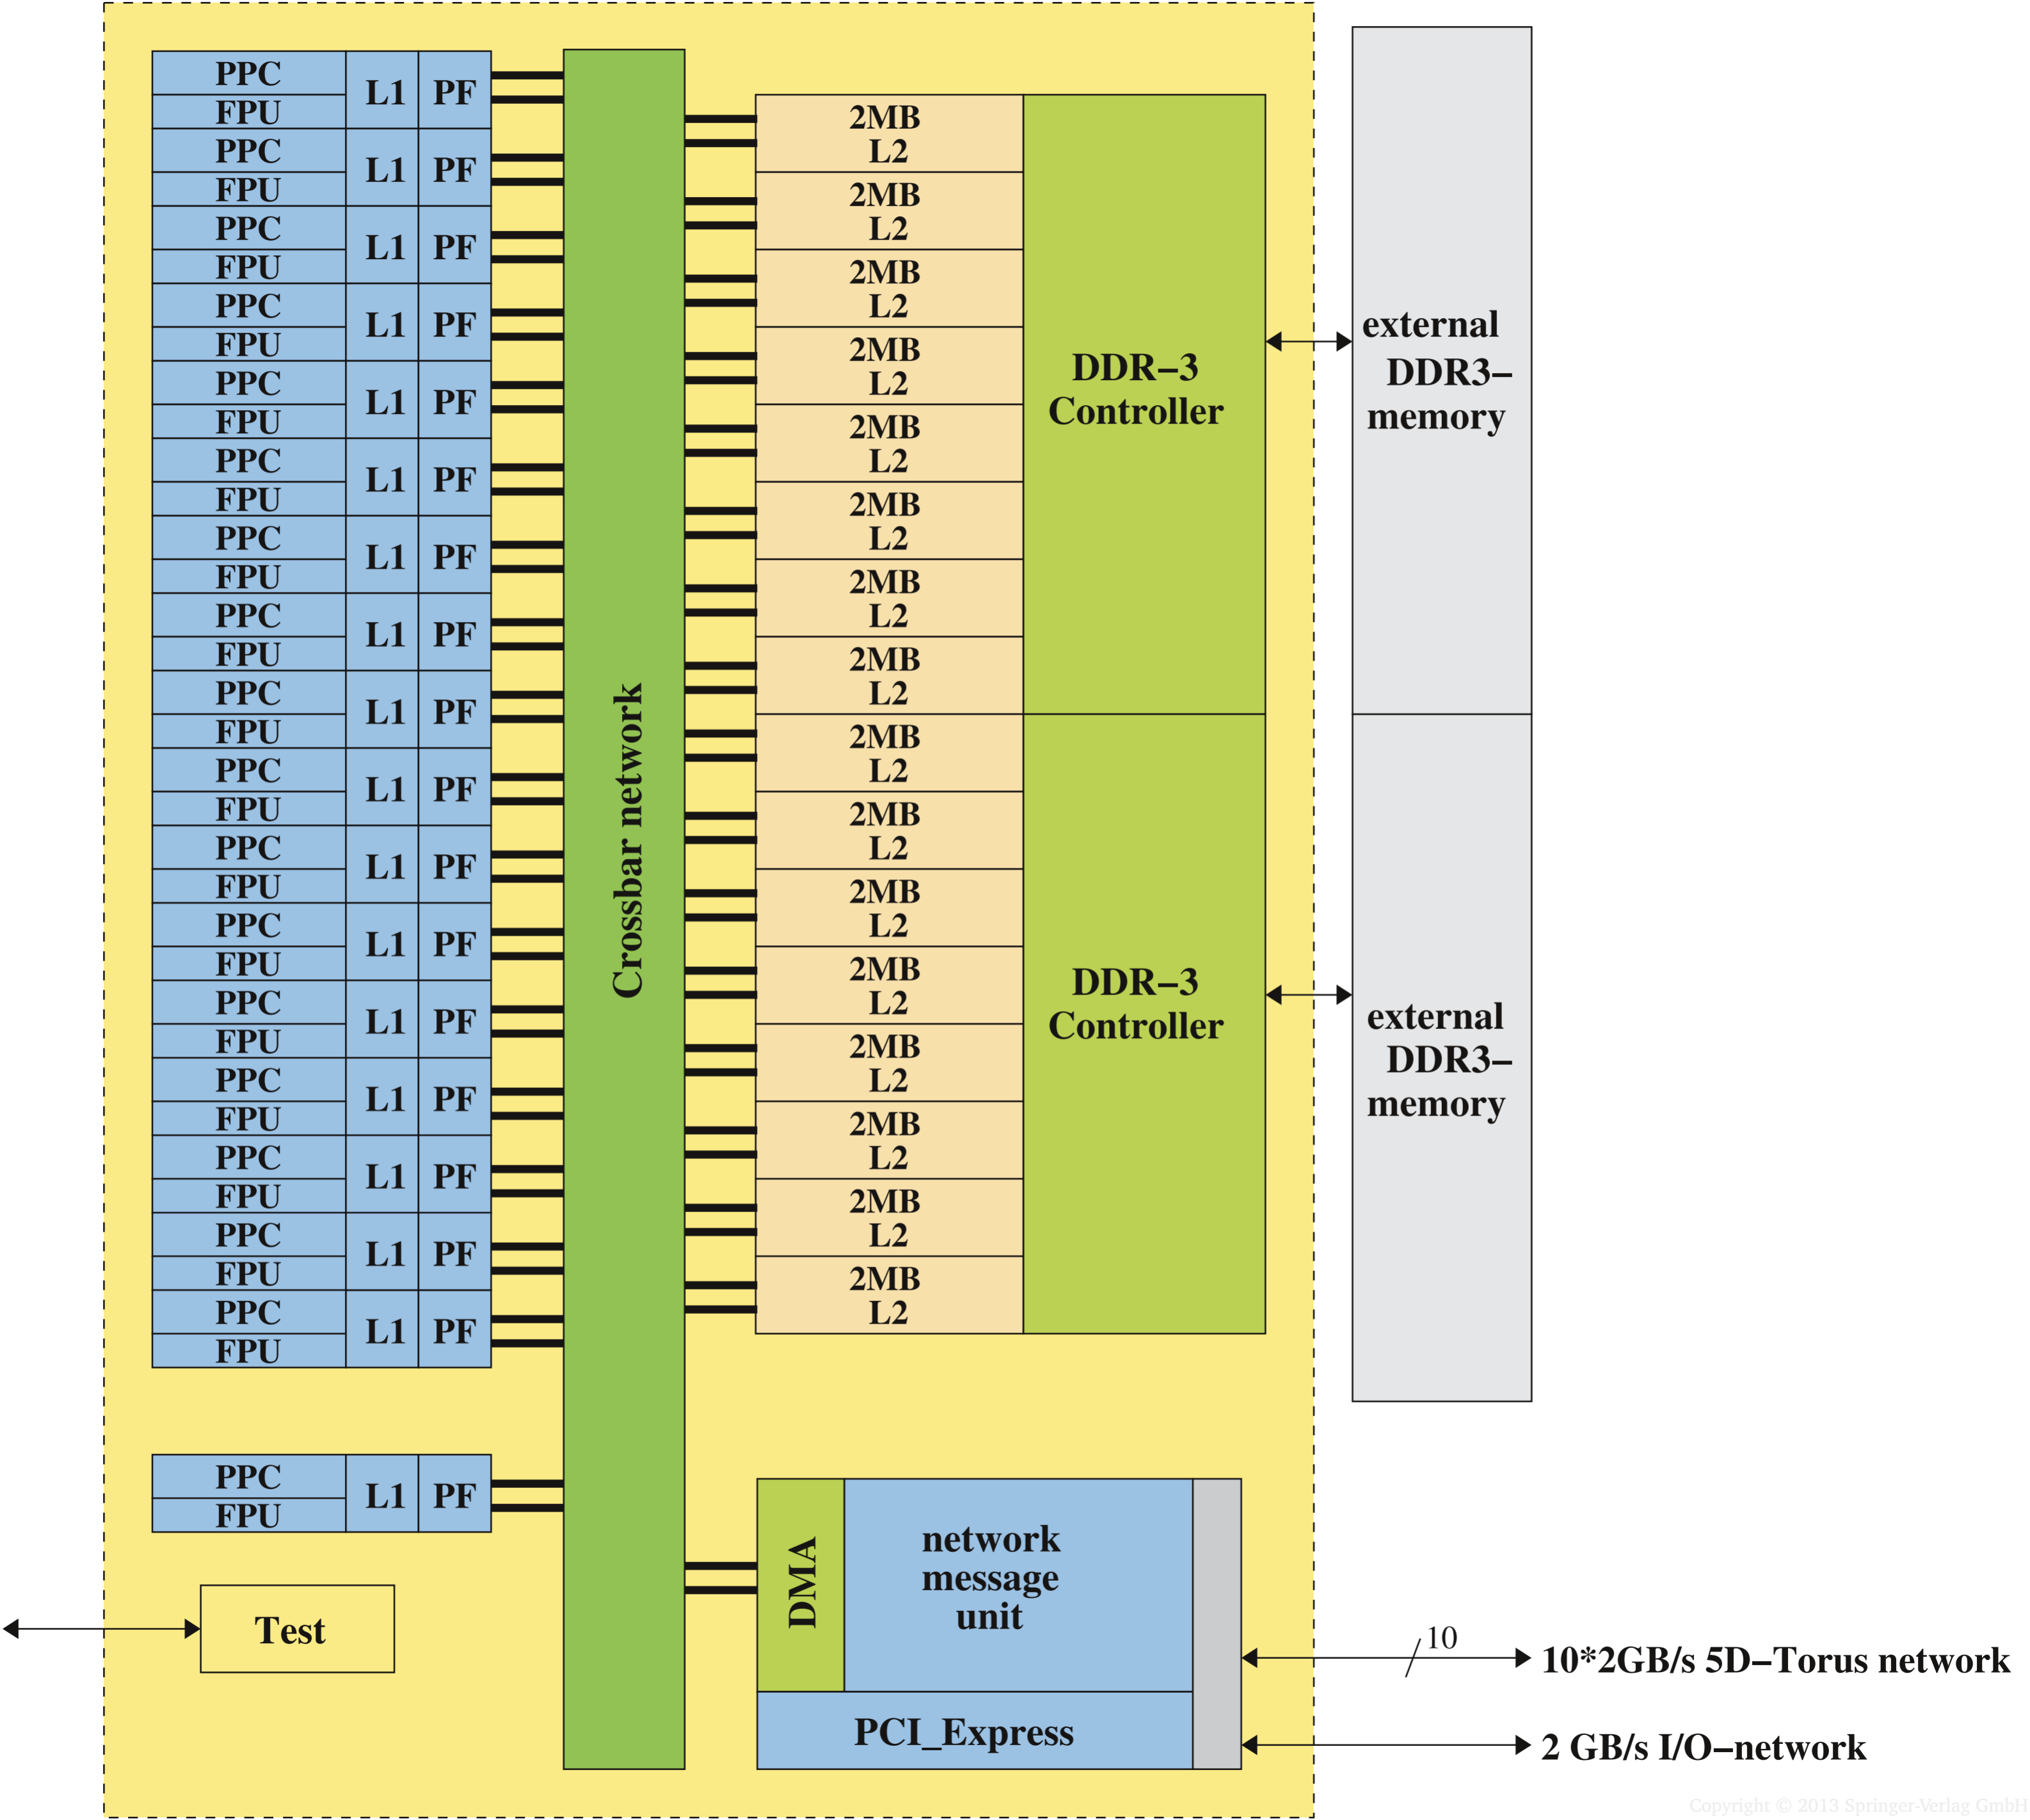 PPC
FPU
L1
PF
PPC
FPU
L1
PF
PPC
FPU
L1
PF
PPC
FPU
L1
PF
PPC
FPU
L1
PF
PPC
FPU
L1
PF
PPC
FPU
L1
PF
PPC
FPU
L1
PF
PPC
FPU
L1
PF
PPC
FPU
L1
PF
PPC
FPU
L1
PF
PPC
FPU
L1
PF
PPC
FPU
L1
PF
PPC
FPU
L1
PF
PPC
FPU
L1
PF
PPC
FPU
L1
PF
PPC
FPU
L1
PF
PPC
FPU
L1
PF
Test
Crossbar network
2MB
L2
2MB
L2
2MB
L2
2MB
L2
2MB
L2
2MB
L2
2MB
L2
2MB
L2
2MB
L2
2MB
L2
2MB
L2
2MB
L2
2MB
L2
2MB
L2
2MB
L2
2MB
L2
DDR–3
Controller
DDR–3
Controller
external
DDR3–
memory
external
DDR3–
memory
DMA
network
message
unit
PCI_Express
10
10*2GB/s 5D–Torus network
2 GB/s I/O–network
Copyright © 2013 Springer-Verlag GmbH